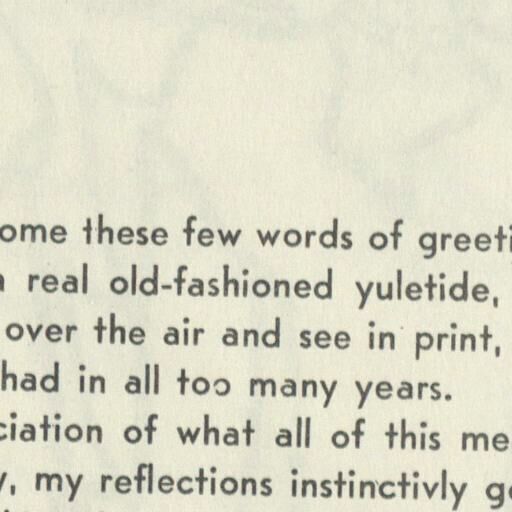 ome these few words of greeti
real old-fashioned yuletide,
over the air and see in print,
had in all too many years.
ciation of what all of this me
y, my reflections instinctivly g